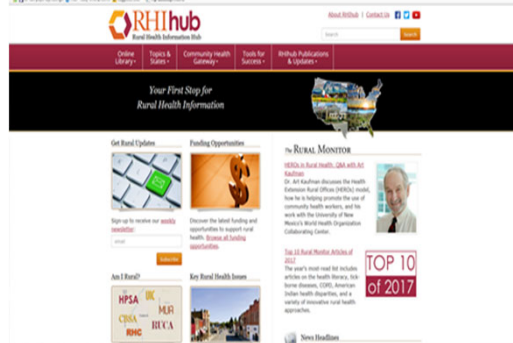 About RHIhub | Contact Us
RHIhub
Rural Health Information Hub
Search
Search
Online Library
Topics & States
Community Health Gateway
Tools for Success
RHIhub Publications & Updates
Your First Stop for
Rural Health Information
Get Rural Updates
Sign-up to receive our weekly
newsletter:
email
Subscribe
Funding Opportunities
Discover the latest funding and
opportunities to support rural
health. Browse all funding
opportunities.
Am I Rural?
HPSA
UIC
CBSA
MUA
RUCA
RHC
Key Rural Health Issues
The RURAL MONITOR
HEROs in Rural Health: Q&A with Art
Kaufman
Dr. Art Kaufman discusses the Health
Extension Rural Offices (HEROs) model,
how he is helping promote the use of
community health workers, and his
work with the University of New
Mexico's World Health Organization
Collaborating Center.
Top 10 Rural Monitor Articles of
2017
The year's most-read list includes
articles on the health literacy, tick-
borne diseases, COPD, American
Indian health disparities, and a
variety of innovative rural health
approaches.
TOP 10
of 2017
News Headlines